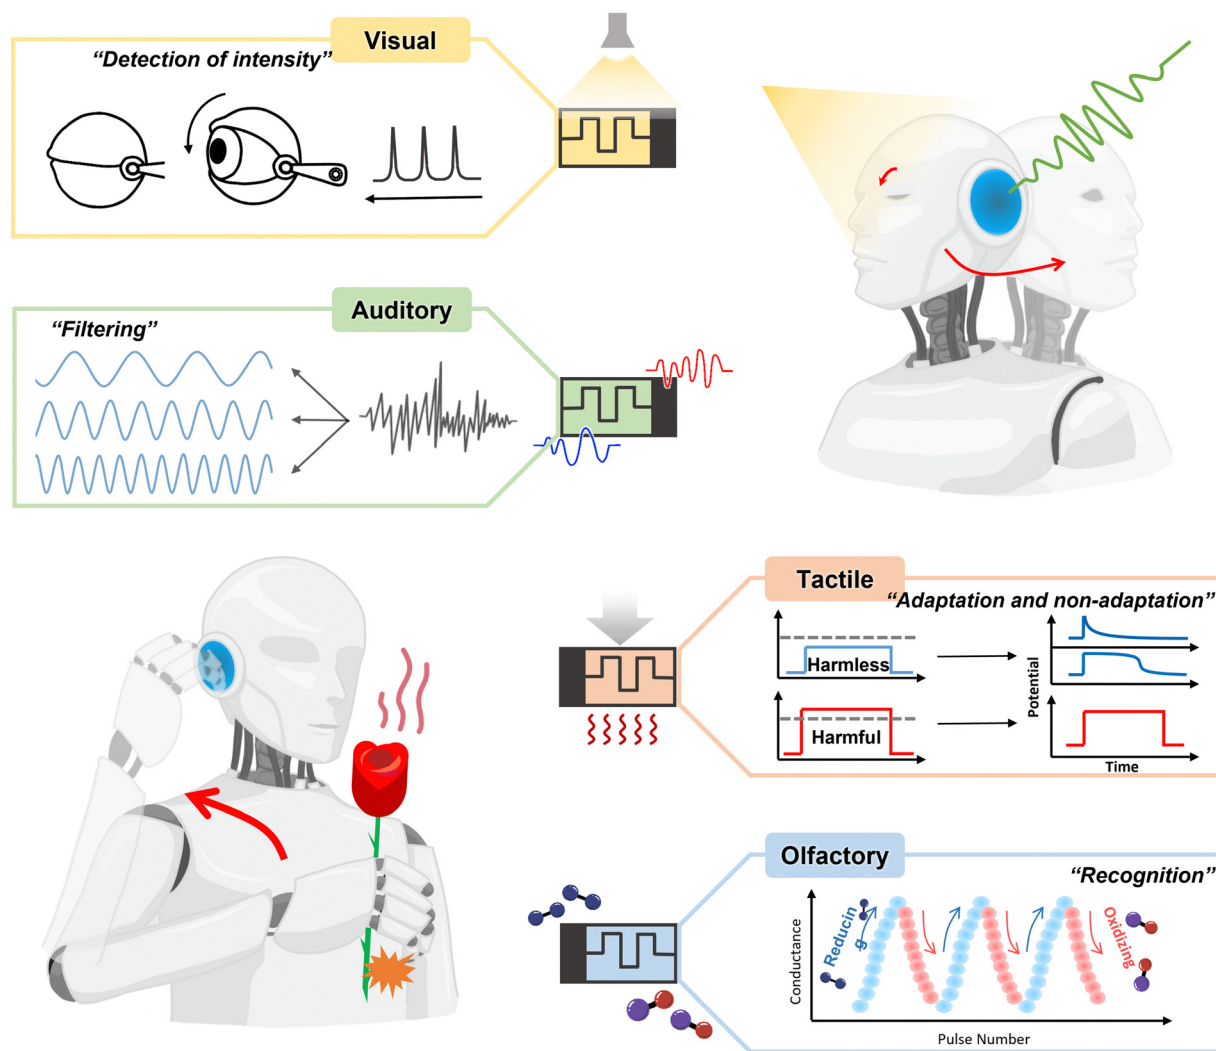 Visual
“Detection of intensity”
Auditory
“Filtering”
Tactile
“Adaptation and non-adaptation”
Harmless
Harmful
Potential
Time
Olfactory
“Recognition”
Reducin
g
Oxidizing
Conductance
Pulse Number